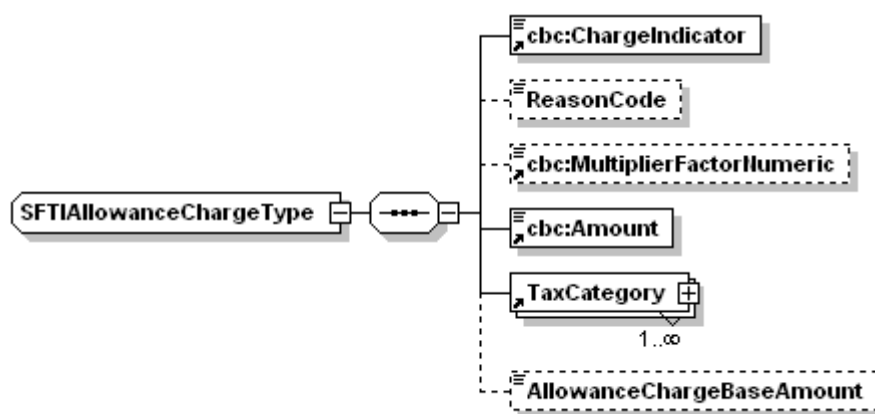 cbc:ChargeIndicator
ReasonCode
cbc:MultiplierFactorNumeric
SFTIAllowanceChargeType
cbc:Amount
TaxCategory
1..∞
AllowanceChargeBaseAmount